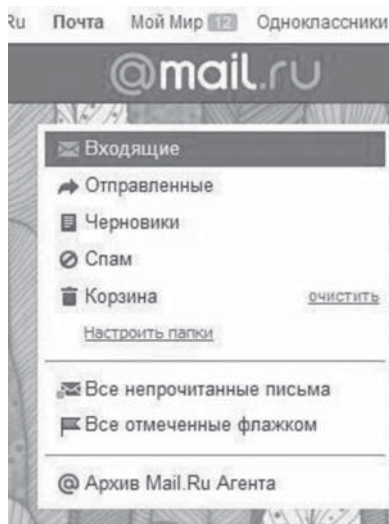 Ru Почта Мой Мир 12 Одноклассники
@mail.ru
Входящие
Отправленные
Черновики
Спам
Корзина очистить
Настроить папки
Все непрочитанные письма
Все отмеченные флажком
Архив Mail.Ru Агента